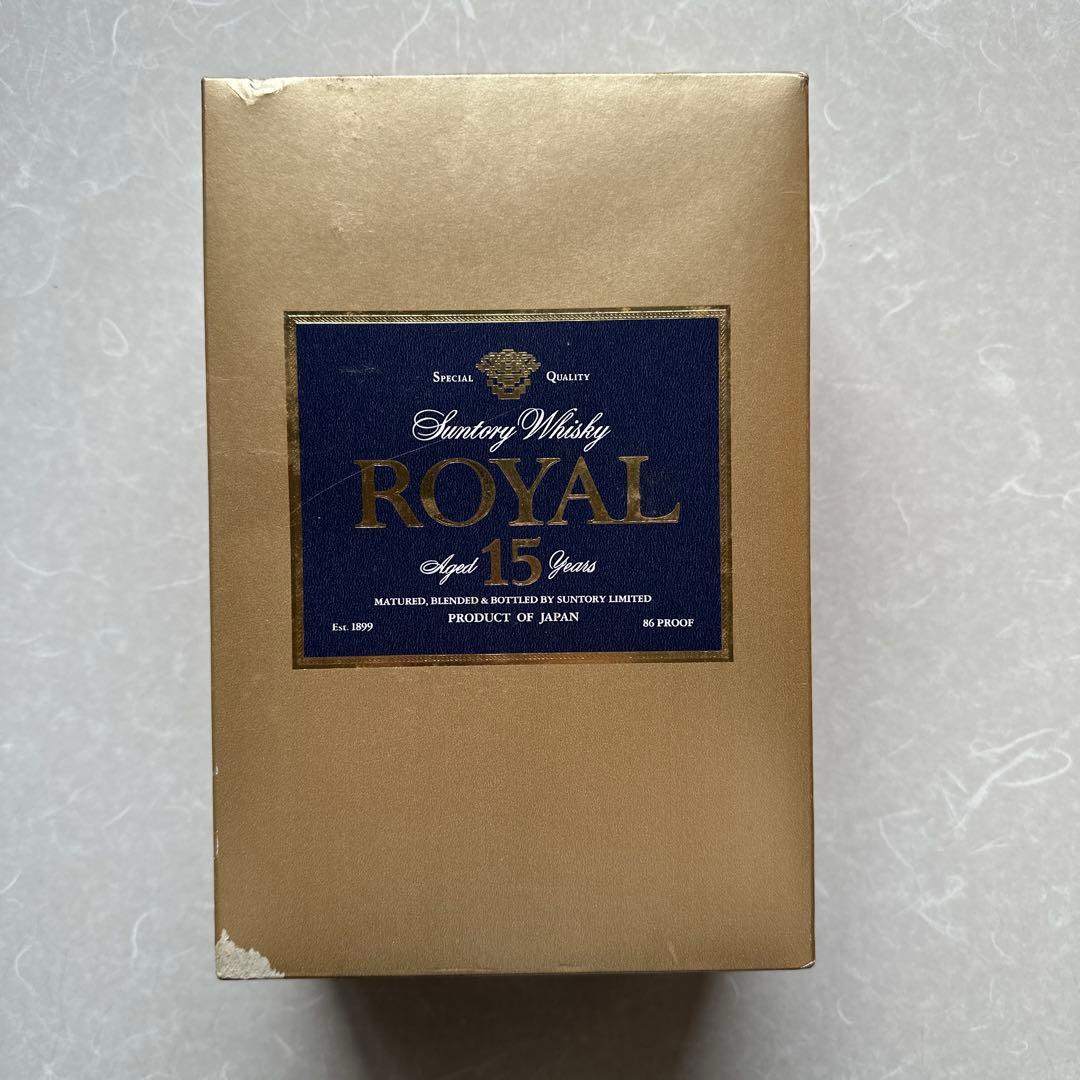 SPECIAL QUALITY
Suntory Whisky
ROYAL
Aged 15 Years
MATURED, BLENDED & BOTTLED BY SUNTORY LIMITED
PRODUCT OF JAPAN
Est. 1899 86 PROOF